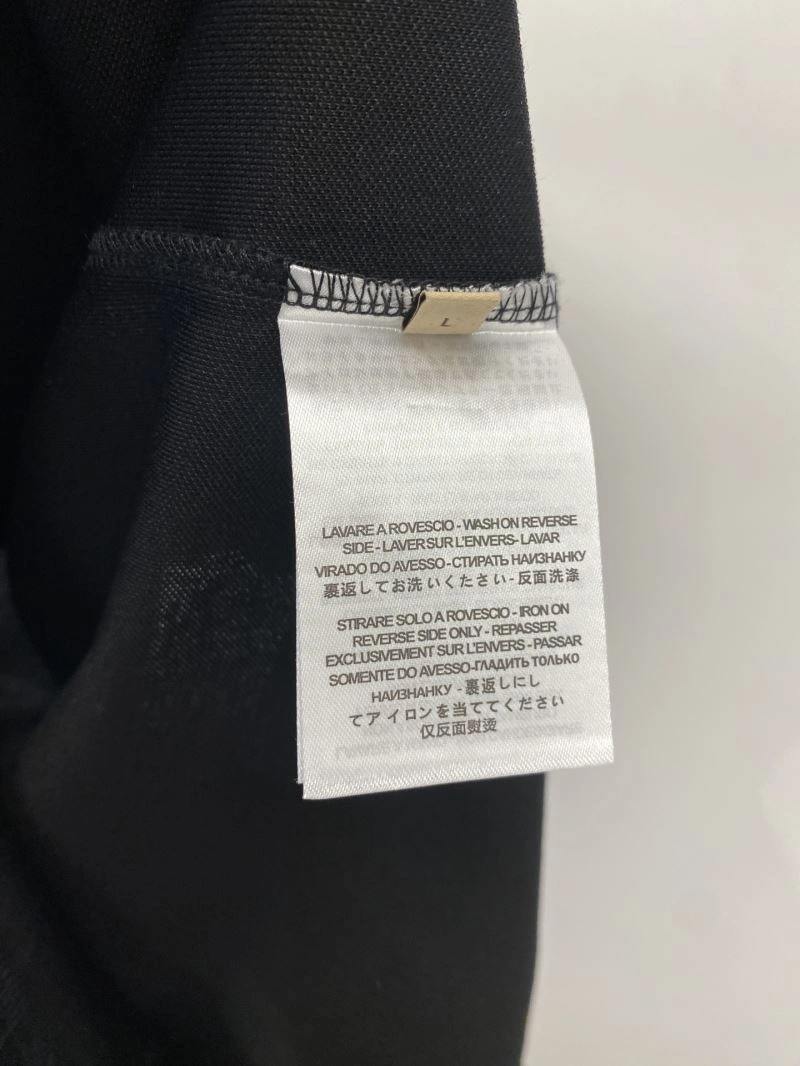 L
LAVARE A ROVESCIO - WASH ON REVERSE
SIDE - LAVER SUR L'ENVERS- LAVAR
VIRADO DO AVESSO - СТИРАТЬ НАИЗНАНКУ
裏返してお洗いください - 反面洗涤
STIRARE SOLO A ROVESCIO - IRON ON
REVERSE SIDE ONLY - REPASSER
EXCLUSIVEMENT SUR L'ENVERS - PASSAR
SOMENTE DO AVESSO-ГЛАДИТЬ ТОЛЬКО
НАИЗНАНКУ - 裏返しにし
てアイロンを当ててください
仅反面熨烫